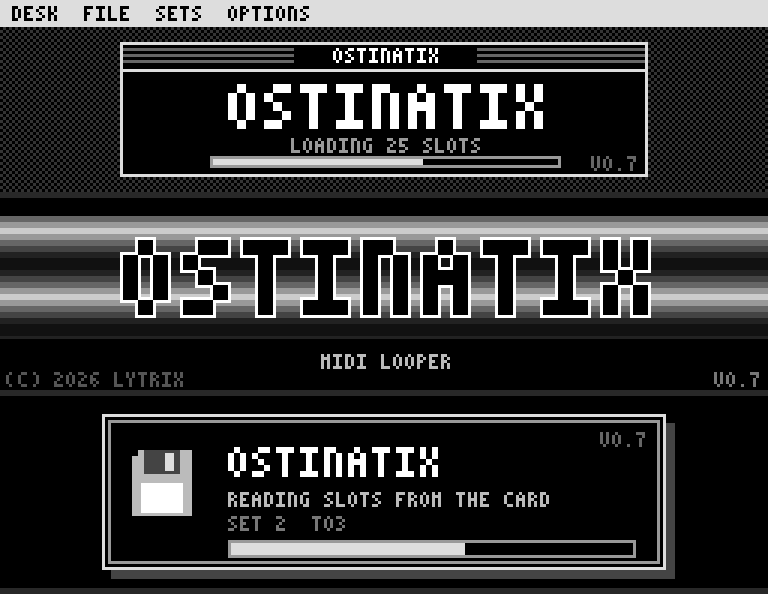 DESK FILE SETS OPTIONS
OSTINATIX
OSTINATIX
LOADING 25 SLOTS
V0.7
OSTINATIX
MIDI LOOPER
(C) 2026 LYTRIX V0.7
V0.7
OSTINATIX
READING SLOTS FROM THE CARD
SET 2 T03